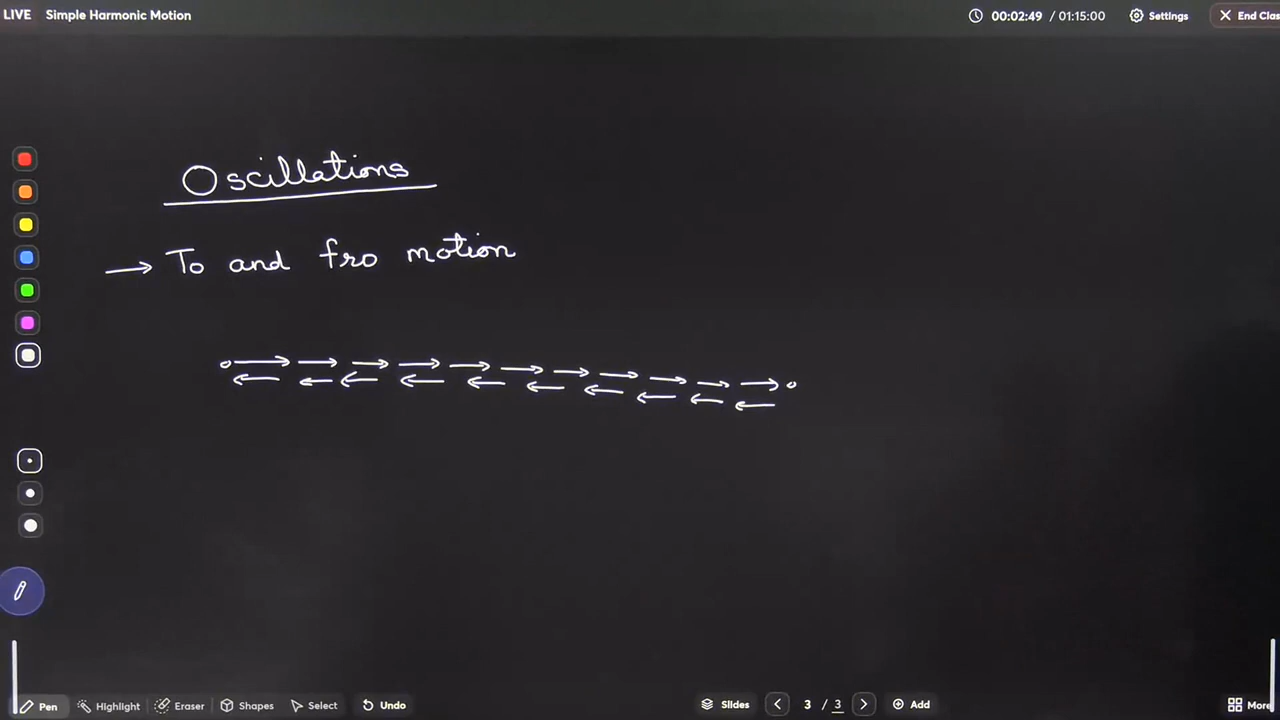 LIVE Simple Harmonic Motion 00:02:49 / 01:15:00 Settings End Clas
Oscillations
→ To and fro motion
Pen Highlight Eraser Shapes Select Undo Slides 3 / 3 Add More